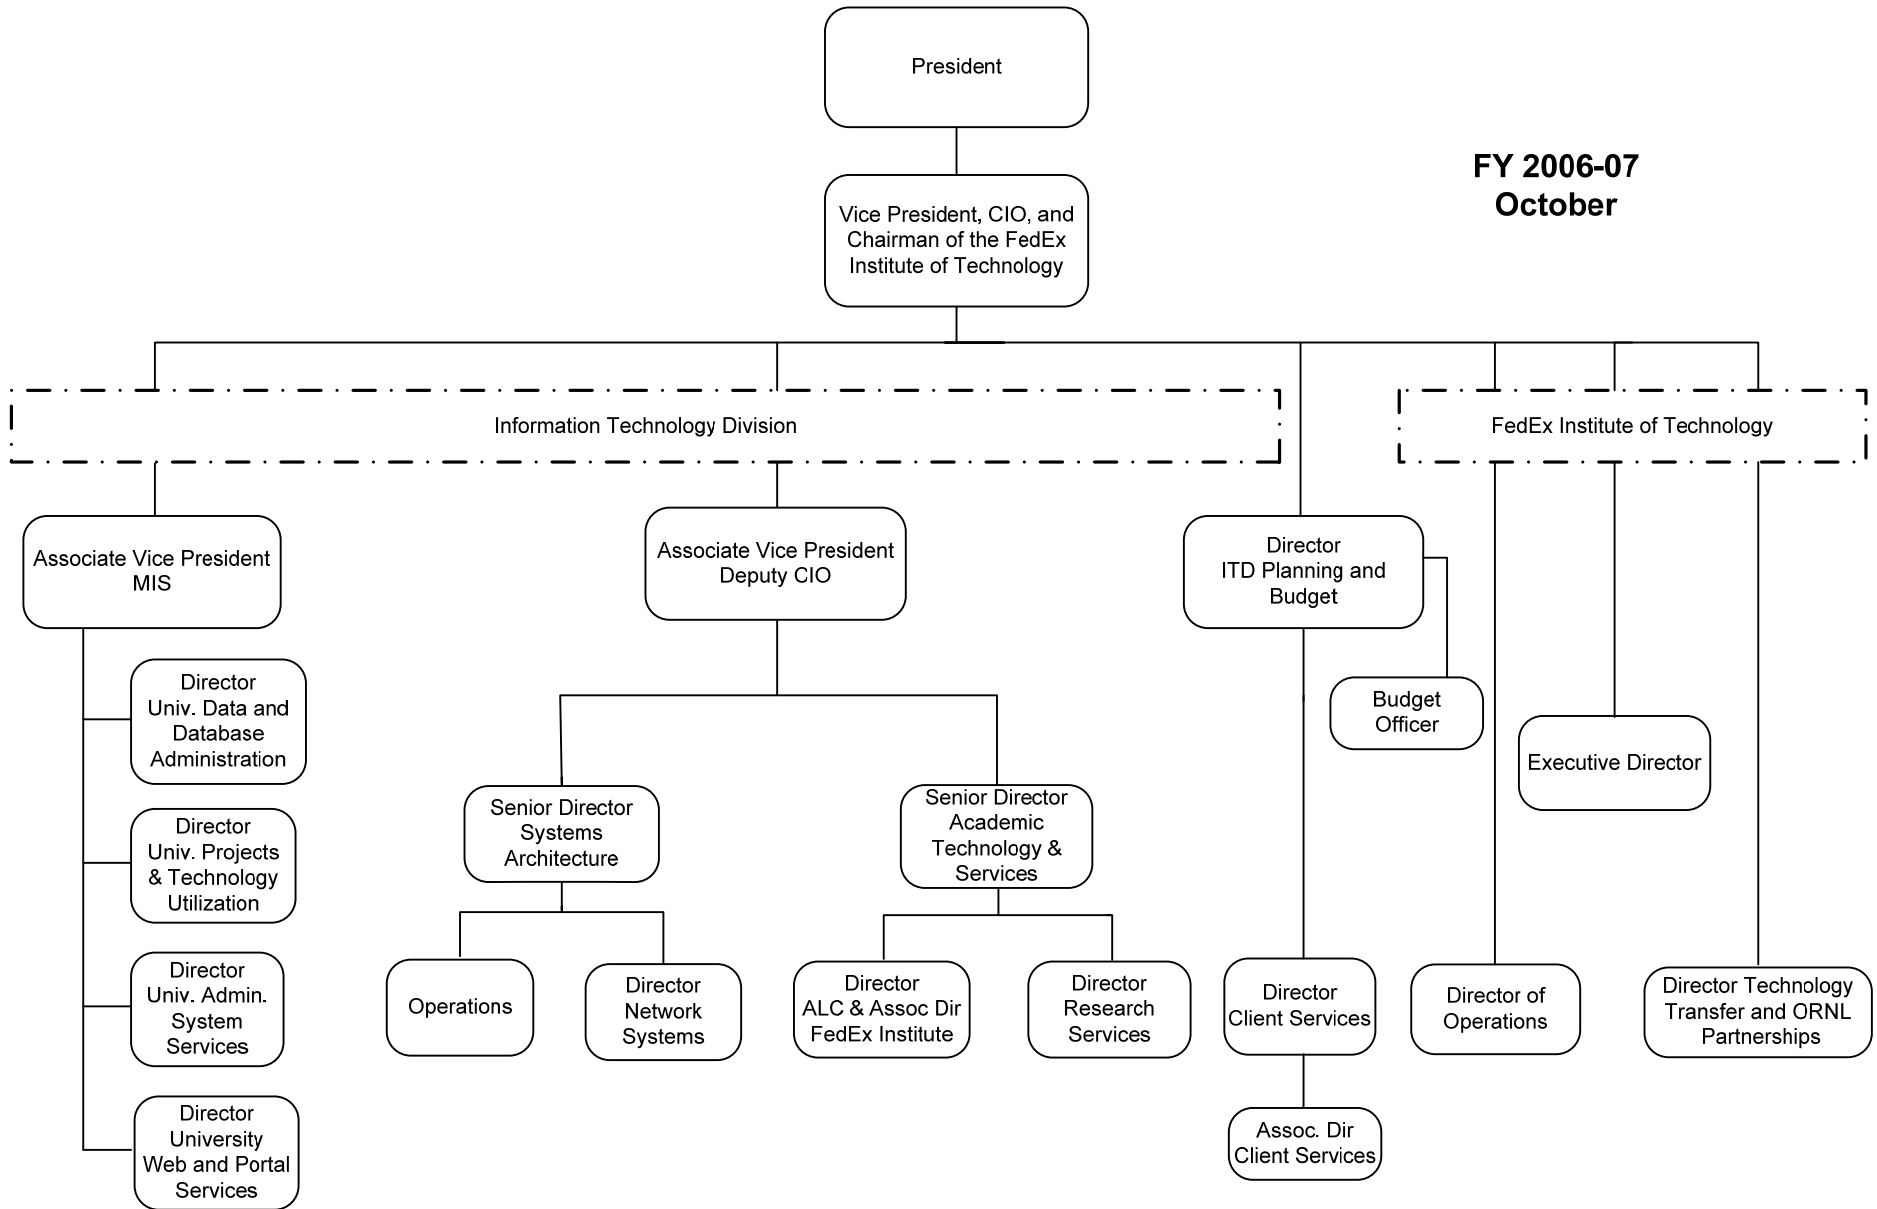 President
FY 2006-07
October
Vice President, CIO, and
Chairman of the FedEx
Institute of Technology
Information Technology Division
FedEx Institute of Technology
Associate Vice President
MIS
Associate Vice President
Deputy CIO
Director
ITD Planning and
Budget
Director
Univ. Data and
Database
Administration
Budget
Officer
Executive Director
Senior Director
Systems
Architecture
Senior Director
Academic
Technology &
Services
Director
Univ. Projects
& Technology
Utilization
Director
Univ. Admin.
System
Services
Operations
Director
Network
Systems
Director
ALC & Assoc Dir
FedEx Institute
Director
Research
Services
Director
Client Services
Director of
Operations
Director Technology
Transfer and ORNL
Partnerships
Director
University
Web and Portal
Services
Assoc. Dir
Client Services